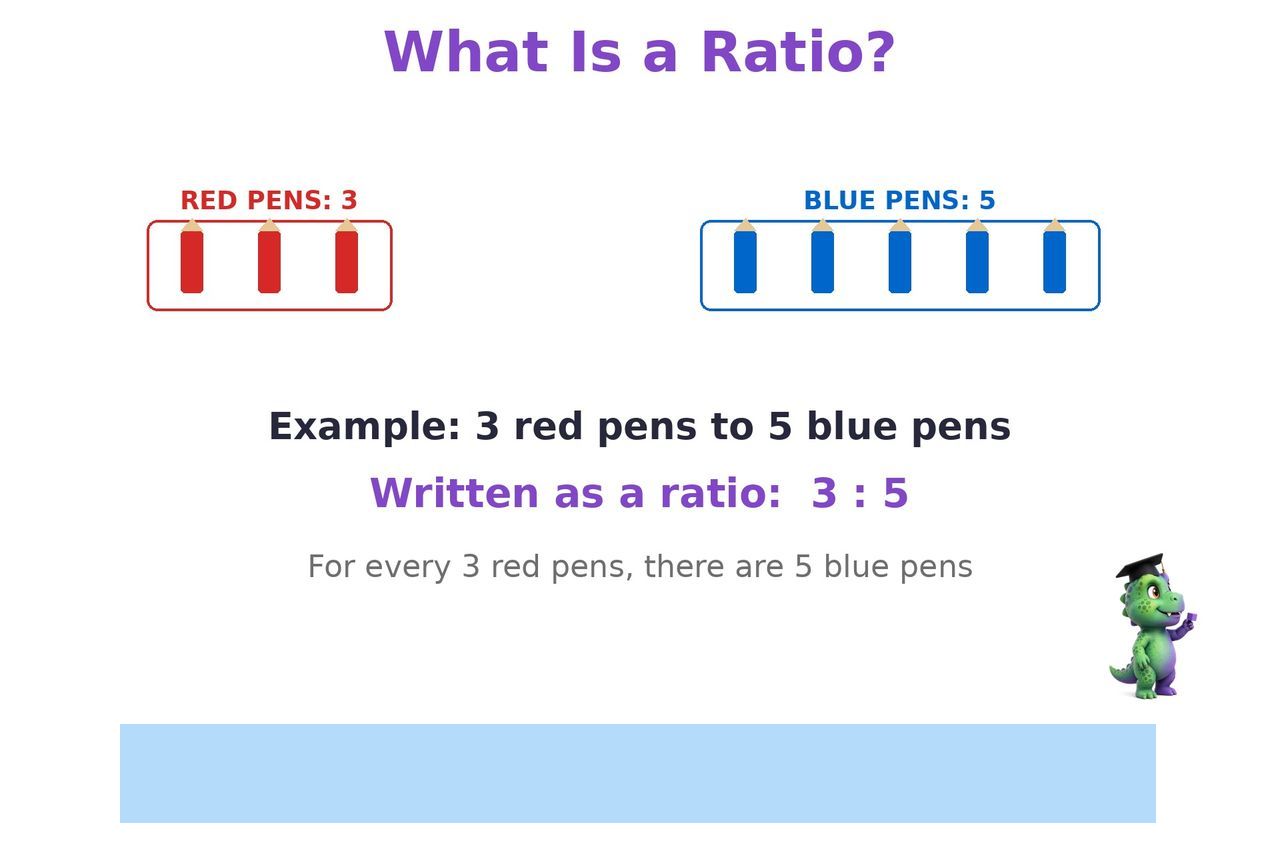 What Is a Ratio?
RED PENS: 3
BLUE PENS: 5
Example: 3 red pens to 5 blue pens
Written as a ratio:  3 : 5
For every 3 red pens, there are 5 blue pens